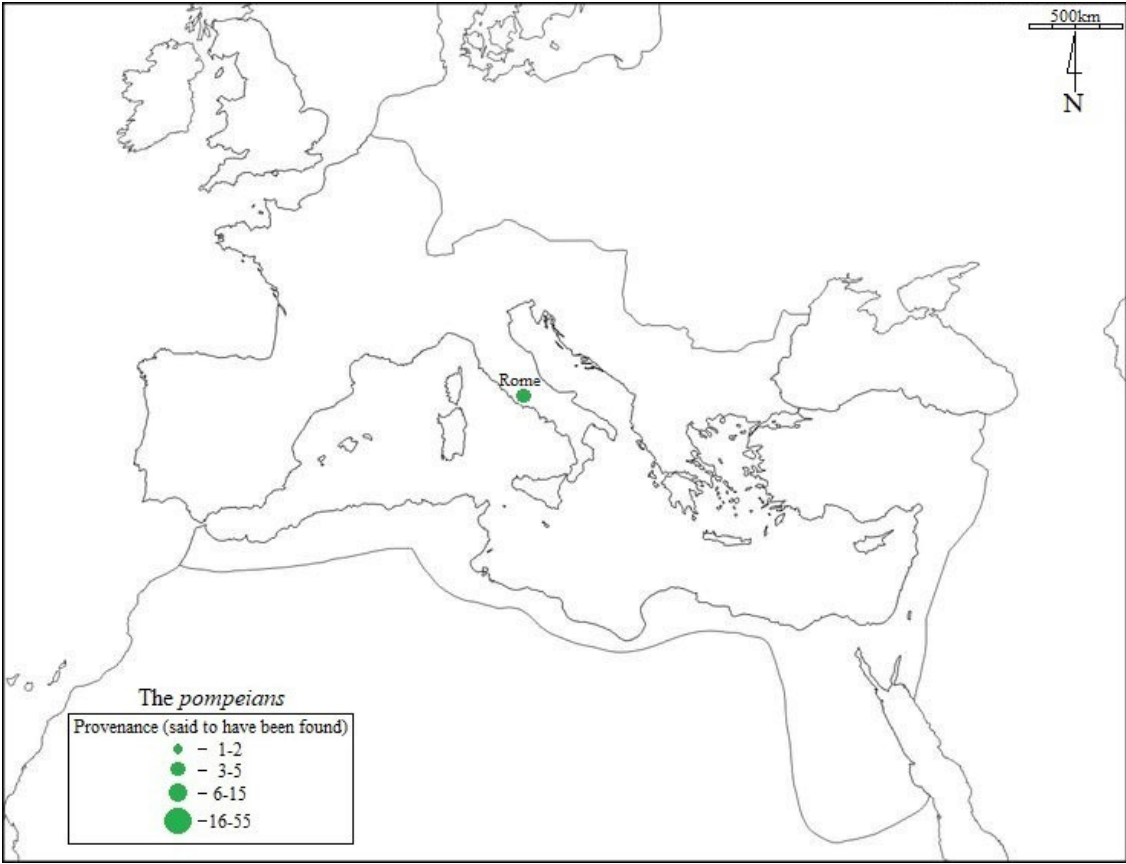 500km
N
Rome
The pompeians
Provenance (said to have been found)
– 1-2
– 3-5
– 6-15
–16-55